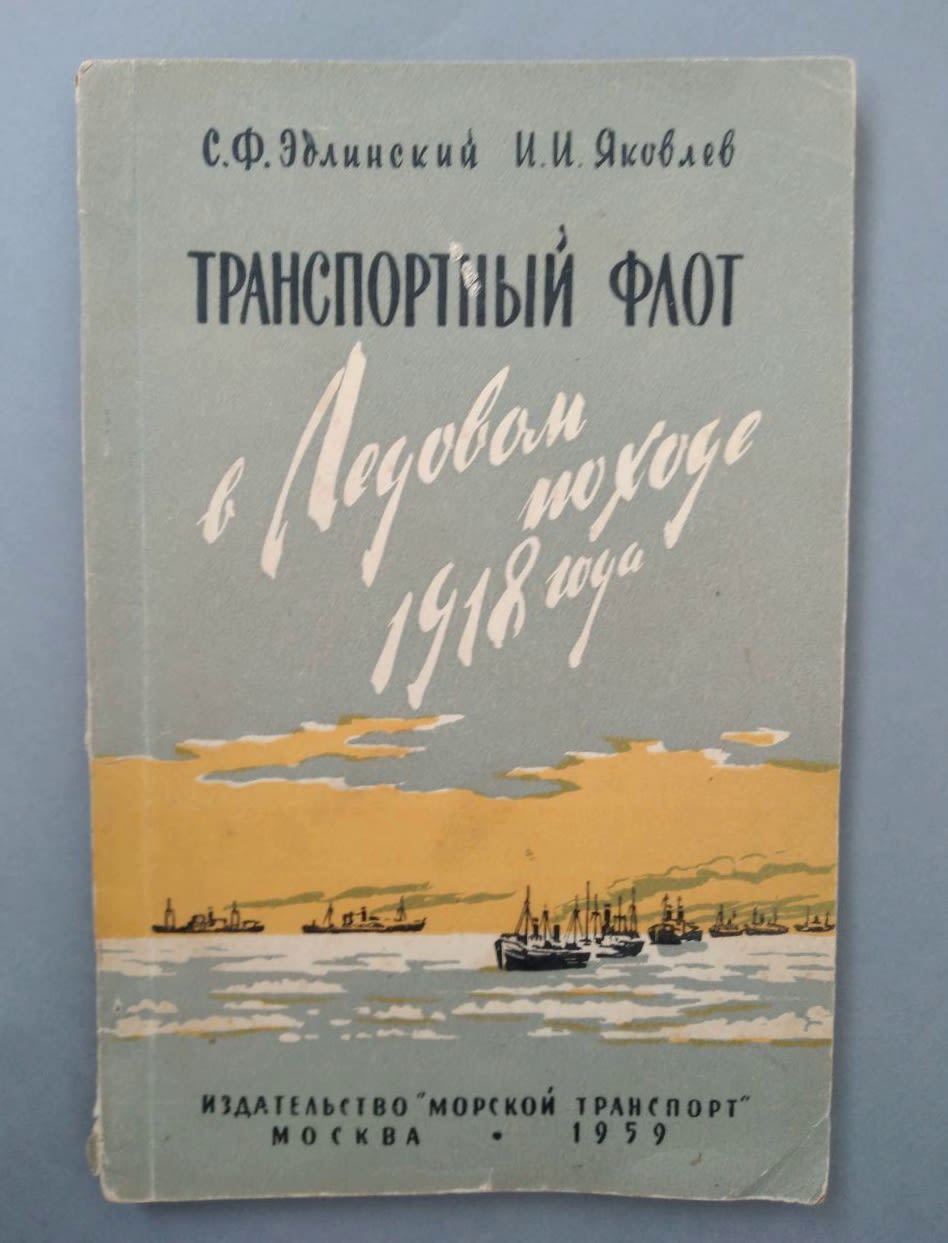 С.Ф. Эдлинский И.И. Яковлев
ТРАНСПОРТНЫЙ ФЛОТ
в Ледовом
походе
1918 года
ИЗДАТЕЛЬСТВО "МОРСКОЙ ТРАНСПОРТ"
МОСКВА • 1959